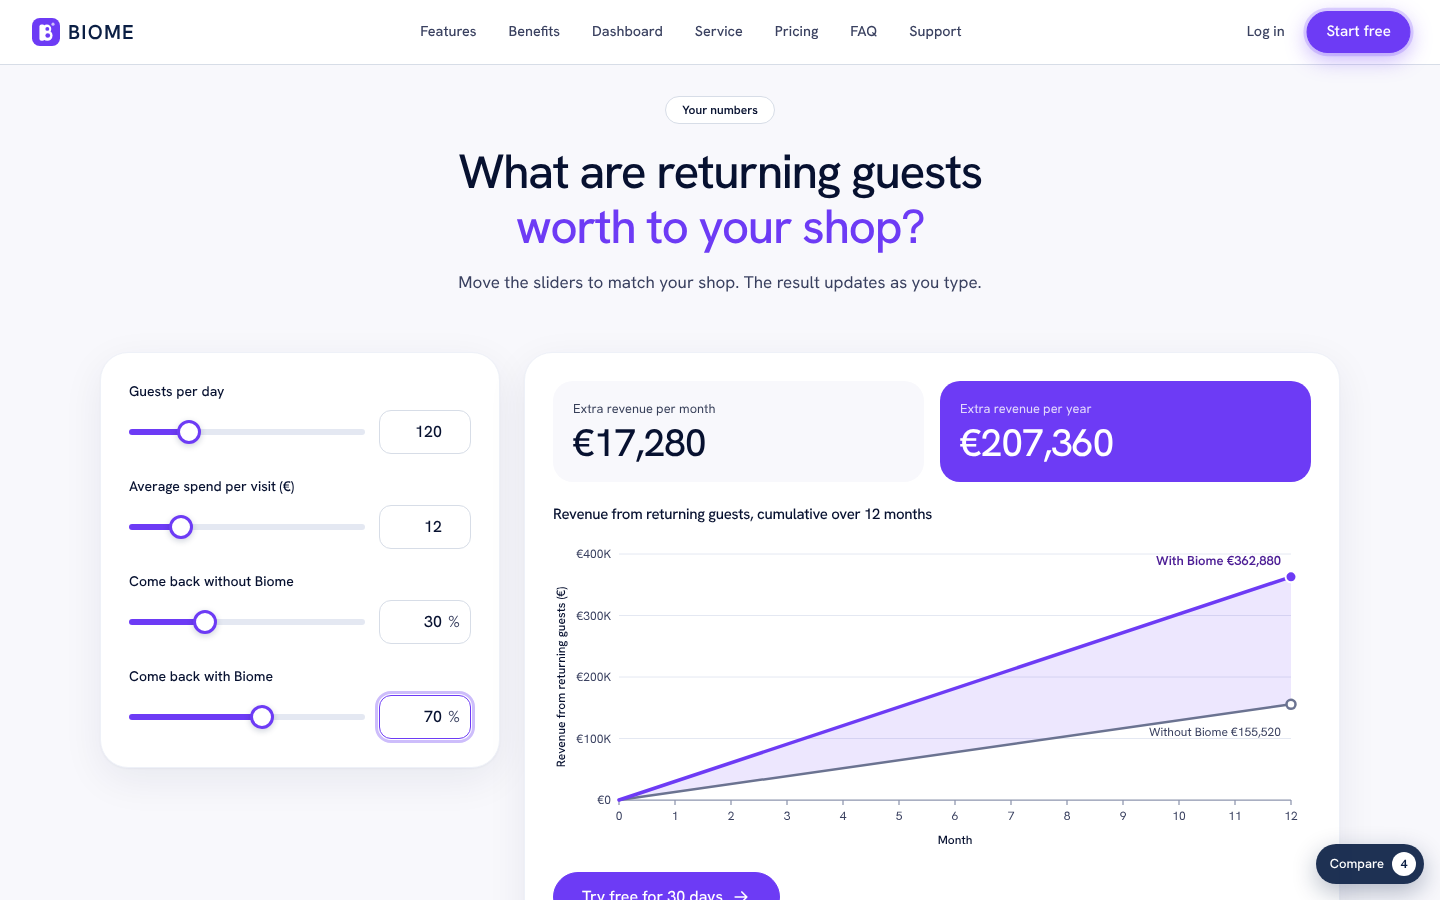 BIOME
Features
Benefits
Dashboard
Service
Pricing
FAQ
Support
Log in
Start free
Your numbers
What are returning guests
worth to your shop?
Move the sliders to match your shop. The result updates as you type.
Guests per day
120
Average spend per visit (€)
12
Come back without Biome
30 %
Come back with Biome
70 %
Extra revenue per month
€17,280
Extra revenue per year
€207,360
Revenue from returning guests, cumulative over 12 months
Revenue from returning guests (€)
€400K
€300K
€200K
€100K
€0
With Biome €362,880
Without Biome €155,520
0 1 2 3 4 5 6 7 8 9 10 11 12
Month
Try free for 30 days →
Compare 4